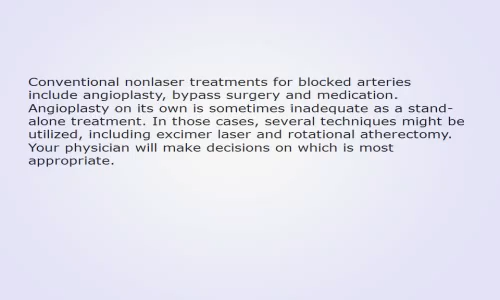 Conventional nonlaser treatments for blocked arteries
include angioplasty, bypass surgery and medication.
Angioplasty on its own is sometimes inadequate as a stand-
alone treatment. In those cases, several techniques might be
utilized, including excimer laser and rotational atherectomy.
Your physician will make decisions on which is most
appropriate.